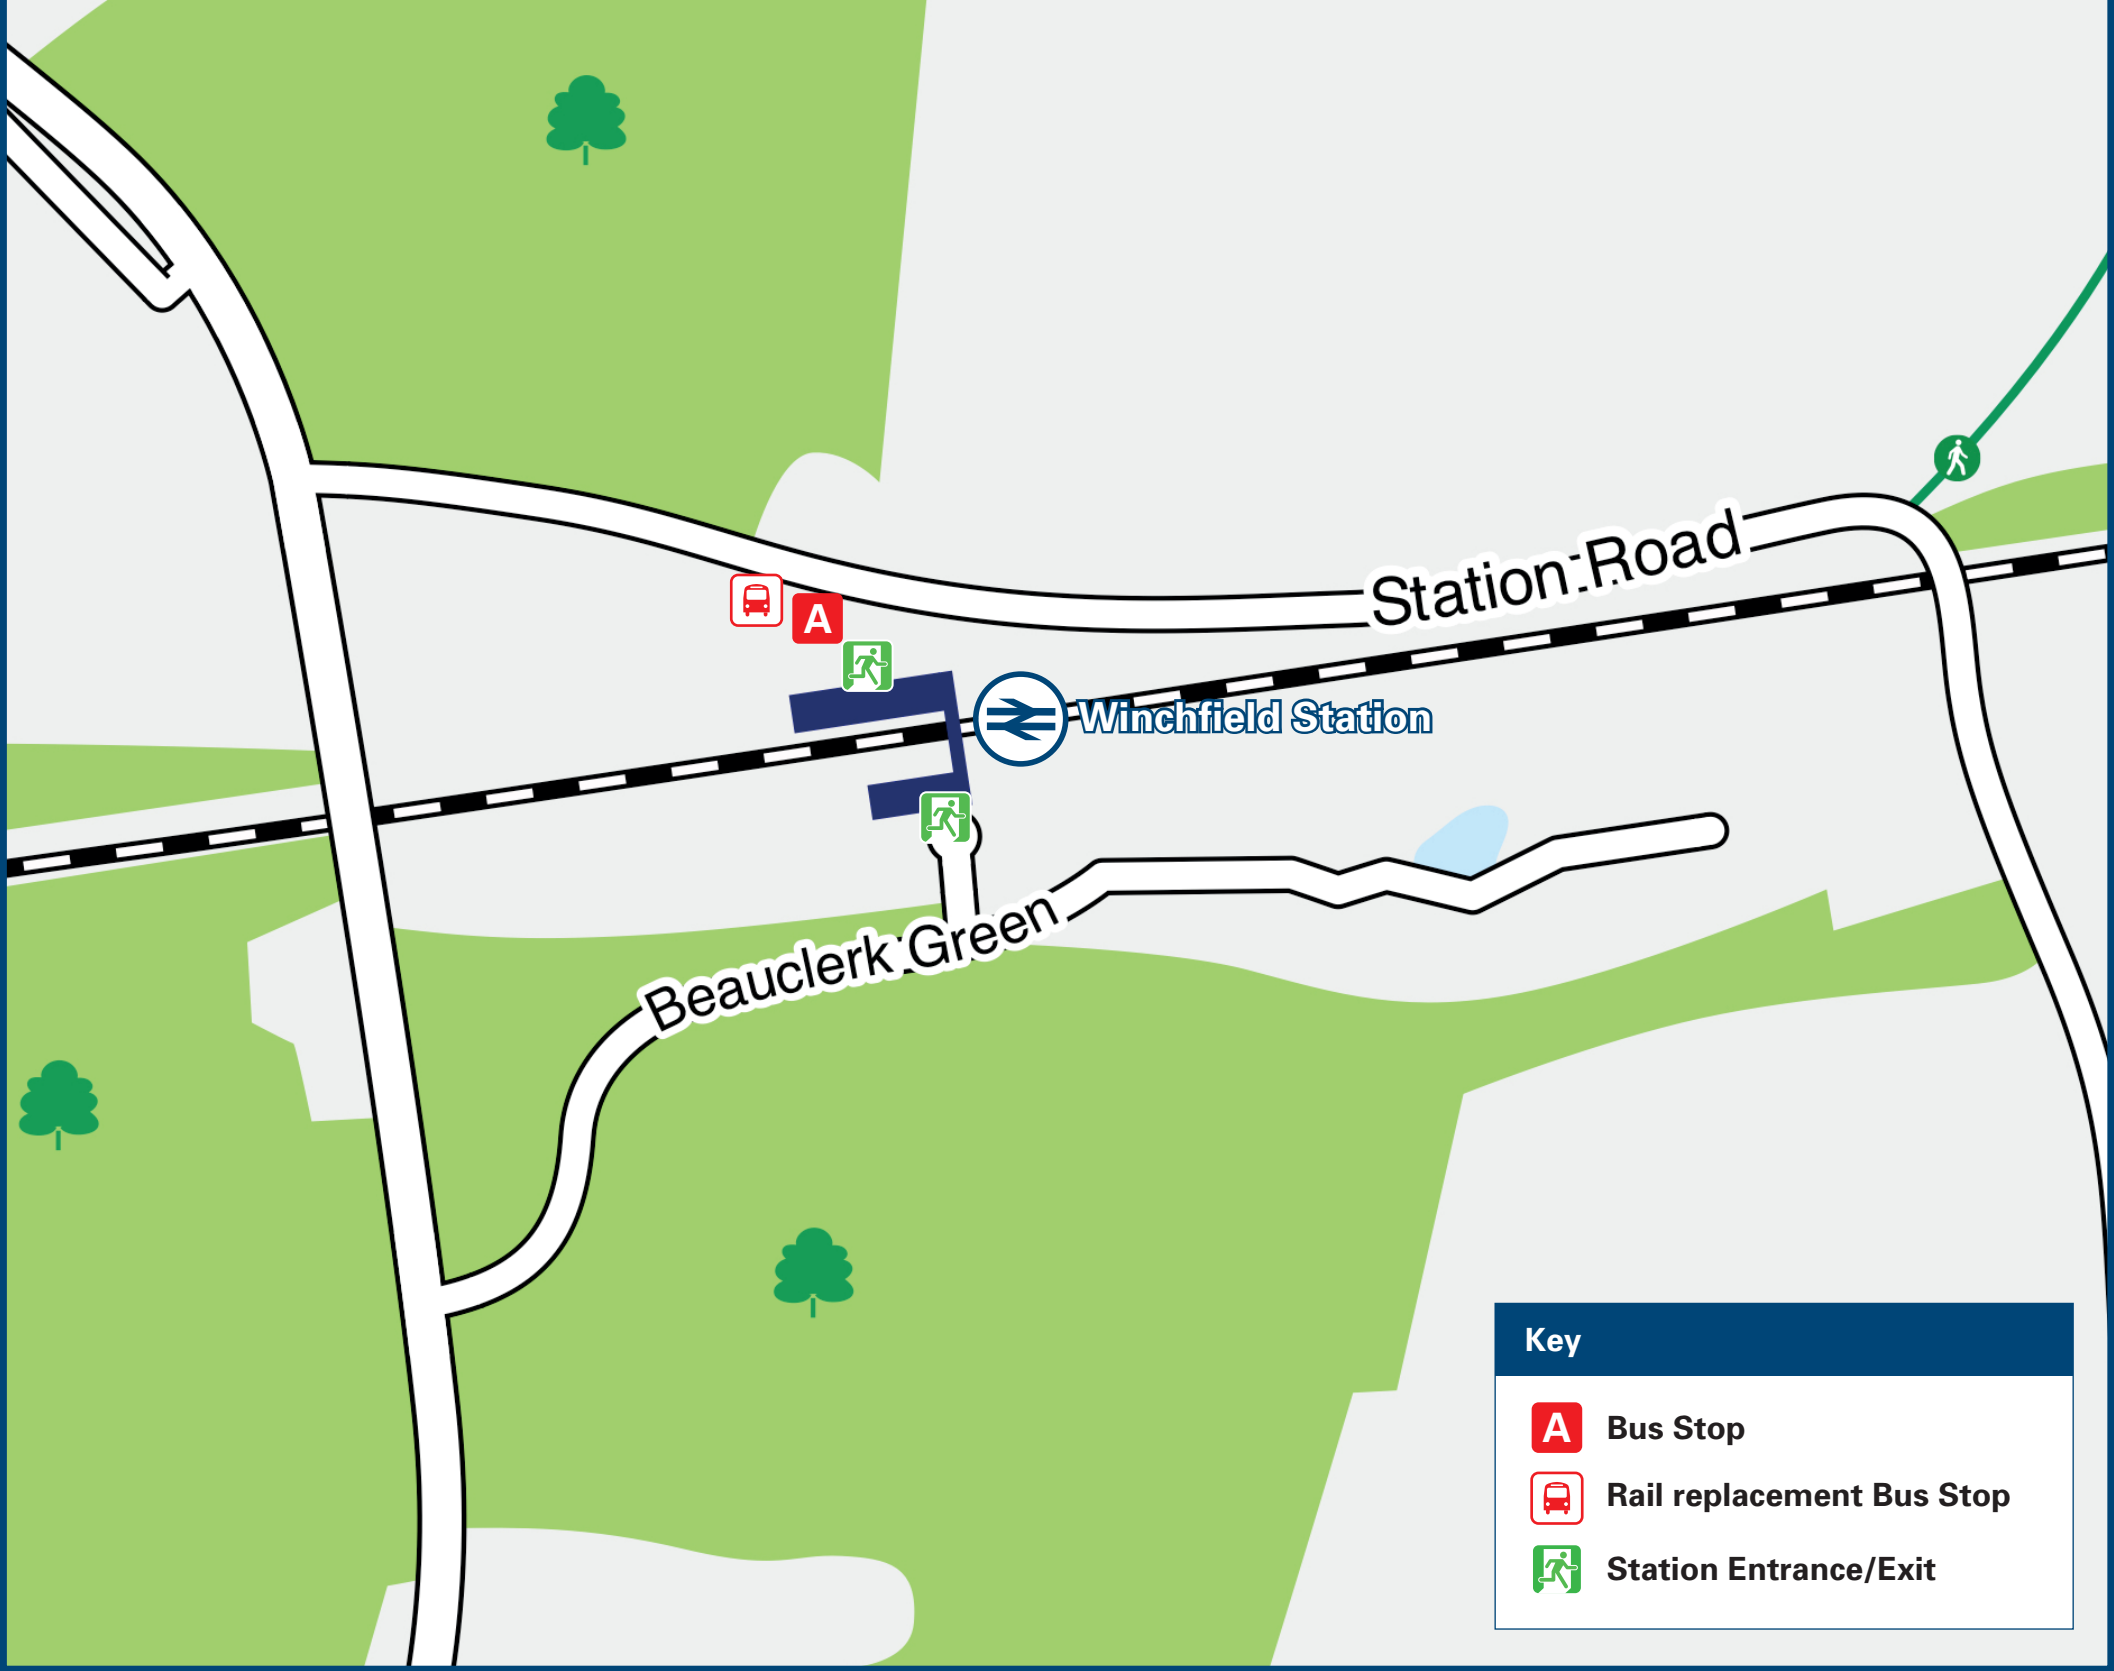 Station Road
A
Winchfield Station
Beauclerk Green
Key
A Bus Stop
Rail replacement Bus Stop
Station Entrance/Exit